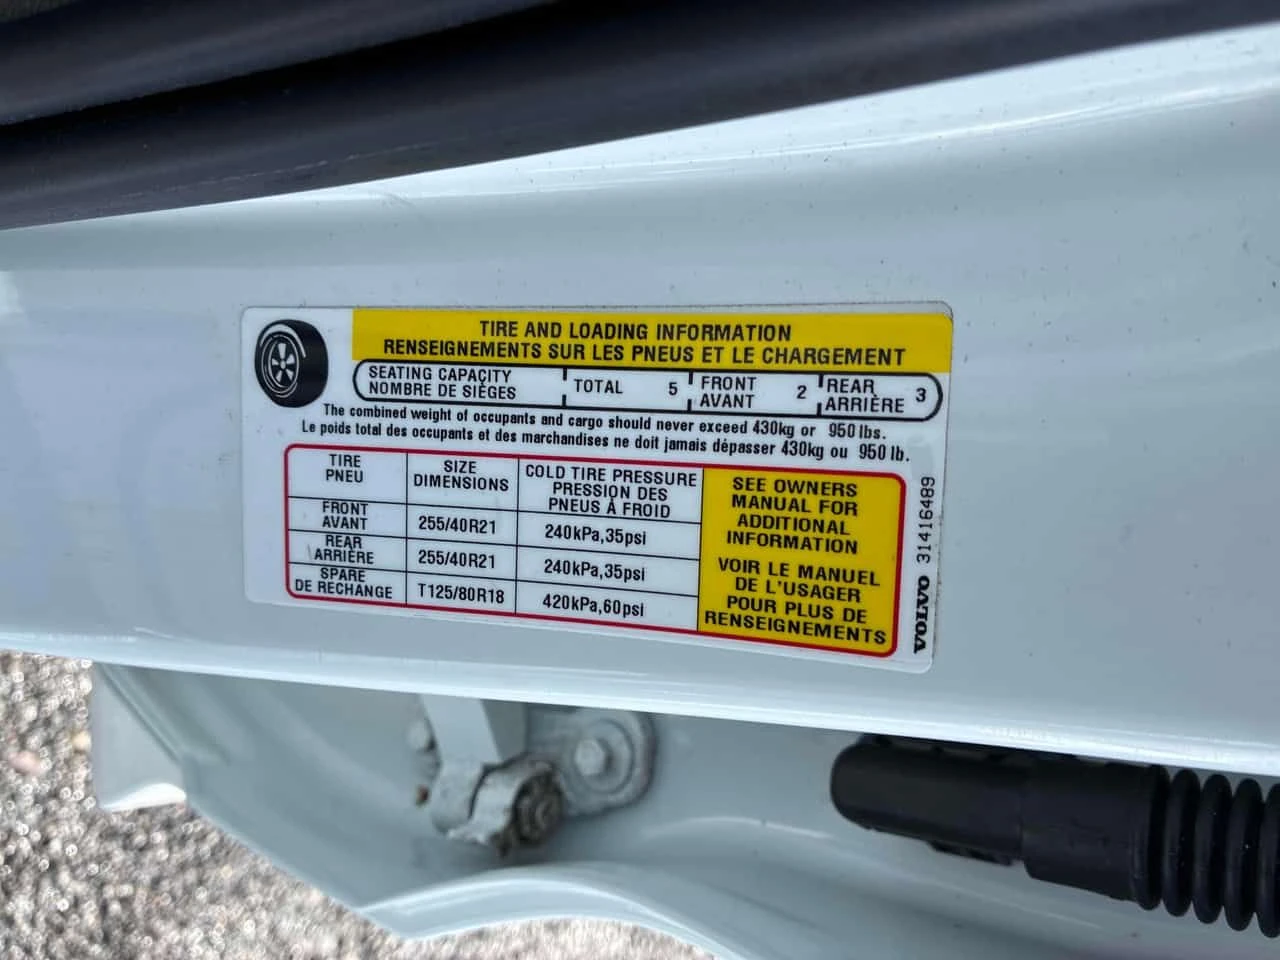 TIRE AND LOADING INFORMATION
RENSEIGNEMENTS SUR LES PNEUS ET LE CHARGEMENT
SEATING CAPACITY
NOMBRE DE SIÈGES
TOTAL 5
FRONT
AVANT 2
REAR
ARRIÈRE 3
The combined weight of occupants and cargo should never exceed 430kg or 950 lbs.
Le poids total des occupants et des marchandises ne doit jamais dépasser 430kg ou 950 lb.
TIRE
PNEU
SIZE
DIMENSIONS
COLD TIRE PRESSURE
PRESSION DES
PNEUS À FROID
FRONT
AVANT
255/40R21
240kPa,35psi
REAR
ARRIÈRE
255/40R21
240kPa,35psi
SPARE
DE RECHANGE
T125/80R18
420kPa,60psi
SEE OWNERS
MANUAL FOR
ADDITIONAL
INFORMATION
VOIR LE MANUEL
DE L'USAGER
POUR PLUS DE
RENSEIGNEMENTS
VOLVO 31416489